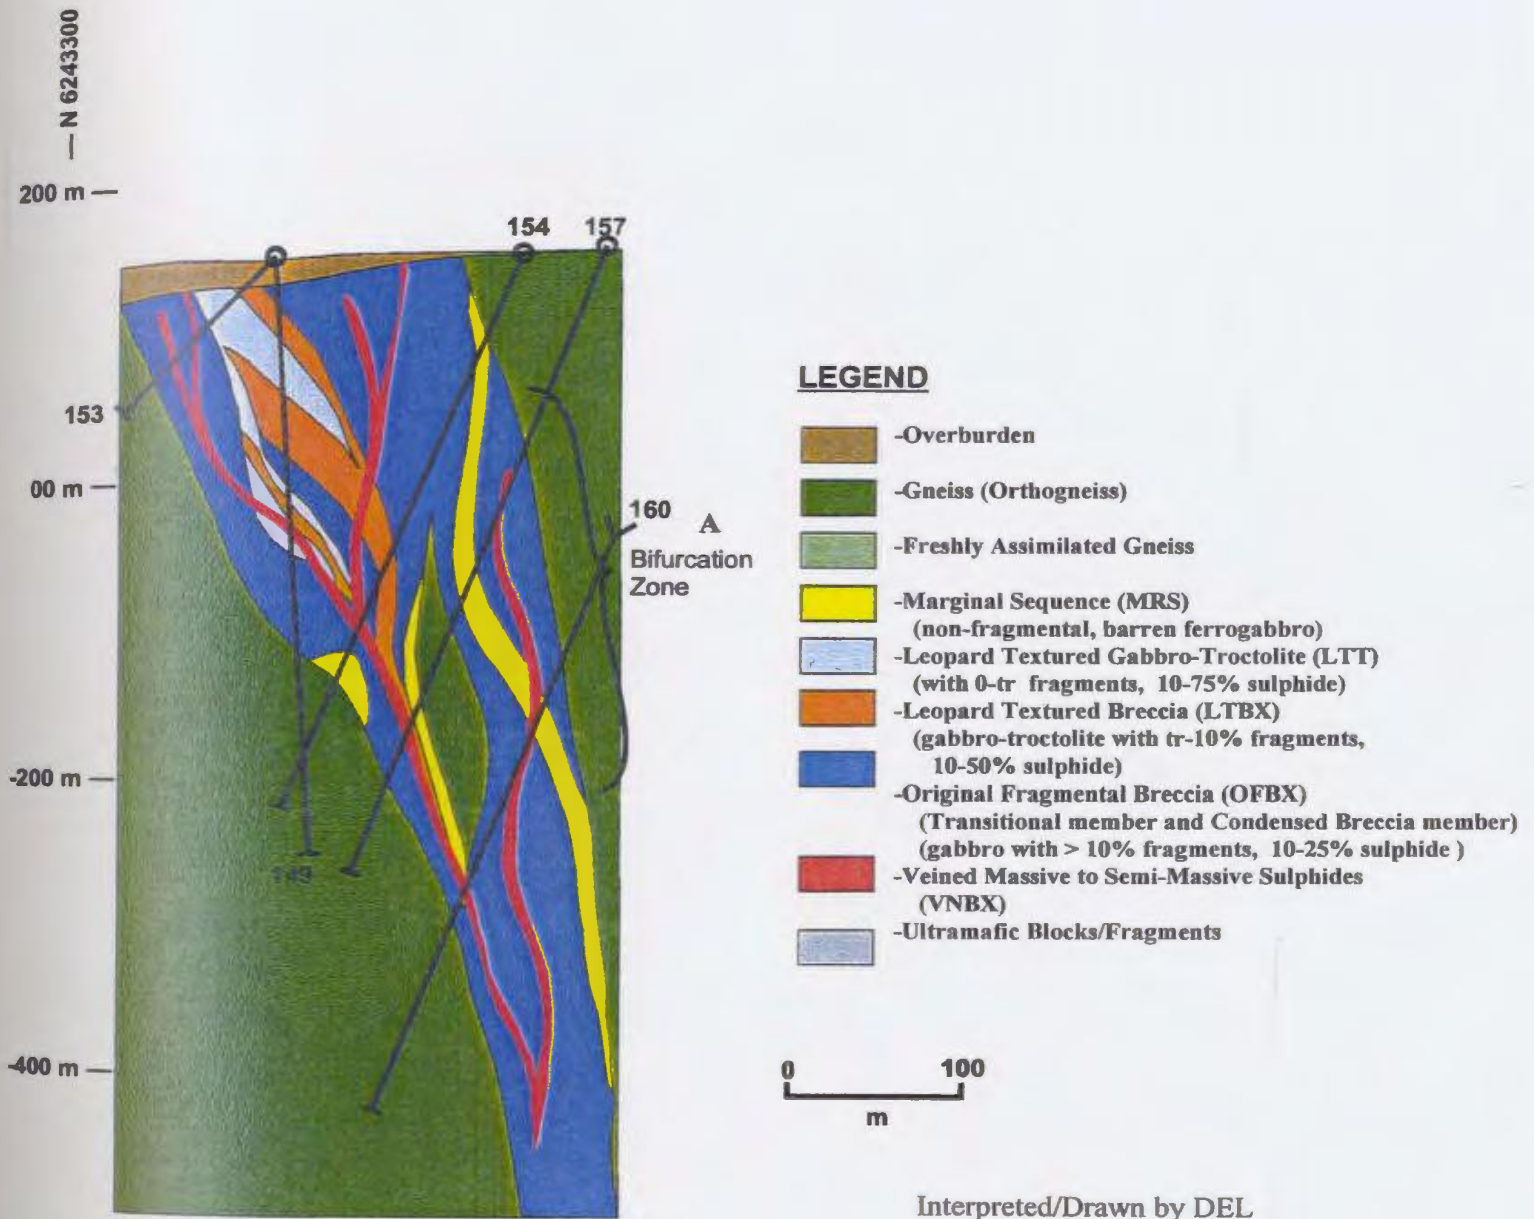 — N 6243300
200 m —
154
157
153
00 m —
160
A
Bifurcation
Zone
-200 m —
149
-400 m —
LEGEND
-Overburden
-Gneiss (Orthogneiss)
-Freshly Assimilated Gneiss
-Marginal Sequence (MRS)
(non-fragmental, barren ferrogabbro)
-Leopard Textured Gabbro-Troctolite (LTT)
(with 0-tr fragments, 10-75% sulphide)
-Leopard Textured Breccia (LTBX)
(gabbro-troctolite with tr-10% fragments,
10-50% sulphide)
-Original Fragmental Breccia (OFBX)
(Transitional member and Condensed Breccia member)
(gabbro with > 10% fragments, 10-25% sulphide )
-Veined Massive to Semi-Massive Sulphides
(VNBX)
-Ultramafic Blocks/Fragments
0 100
m
Interpreted/Drawn by DEL